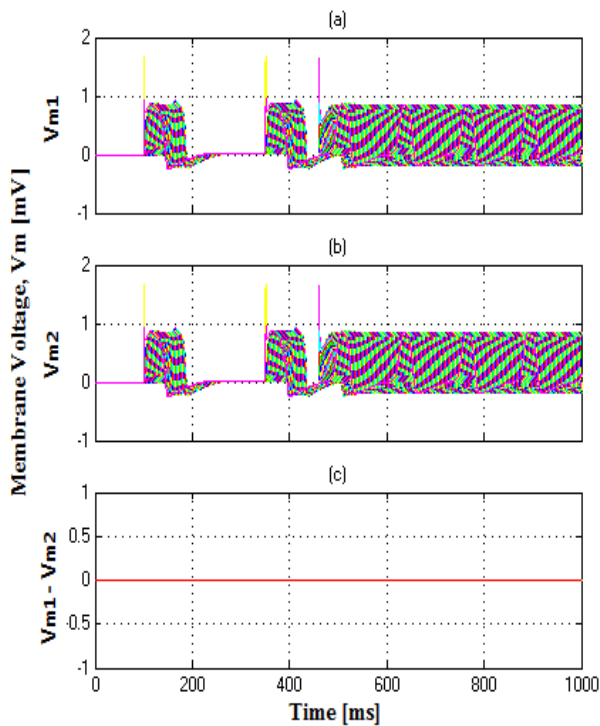 (a)
2
1
0
-1
Vm1
(b)
2
1
0
-1
Vm2
Membrane Voltage, Vm [mV]
(c)
1
0.5
0
-0.5
-1
Vm1 - Vm2
0 200 400 600 800 1000
Time [ms]